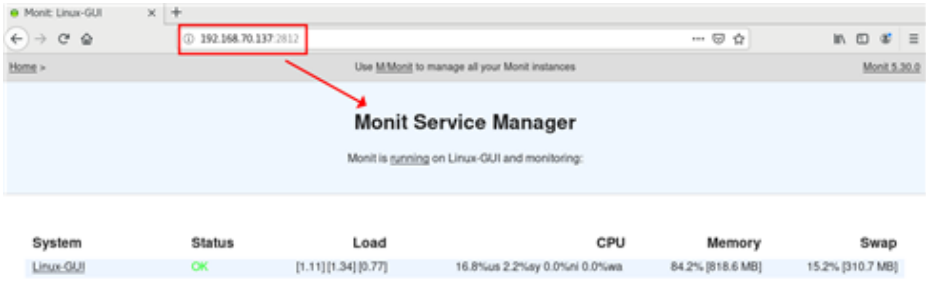 Monit: Linux-GUI
192.168.70.137:2812
Home >
Use M/Monit to manage all your Monit instances
Monit 5.30.0
Monit Service Manager
Monit is running on Linux-GUI and monitoring:
System Status Load CPU Memory Swap
Linux-GUI OK [1.11] [1.34] [0.77] 16.8%us 2.2%sy 0.0%ni 0.0%wa 84.2% [818.6 MB] 15.2% [310.7 MB]